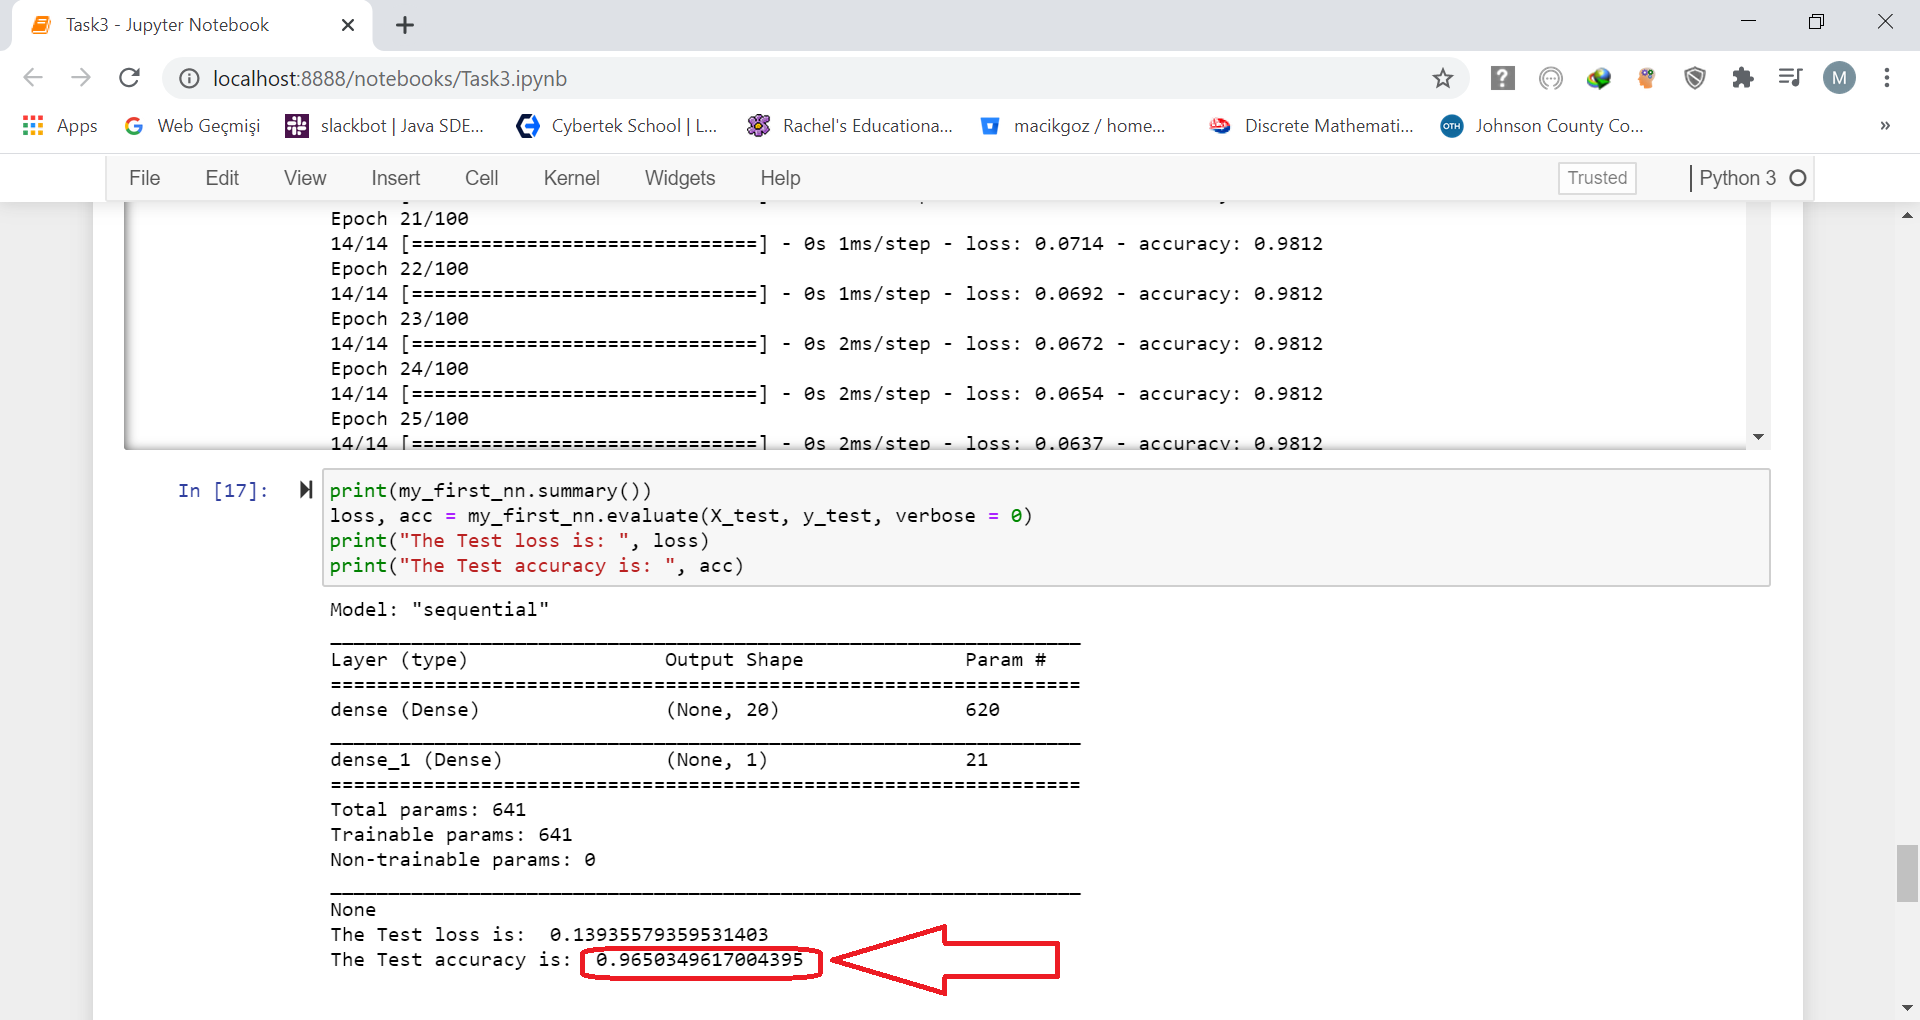 Task3 - Jupyter Notebook
localhost:8888/notebooks/Task3.ipynb
M
Apps Web Geçmişi slackbot | Java SDE... Cybertek School | L... Rachel's Educationa... macikgoz / home... Discrete Mathemati... OTH Johnson County Co... »
File Edit View Insert Cell Kernel Widgets Help Trusted Python 3
Epoch 21/100
14/14 [==============================] - 0s 1ms/step - loss: 0.0714 - accuracy: 0.9812
Epoch 22/100
14/14 [==============================] - 0s 1ms/step - loss: 0.0692 - accuracy: 0.9812
Epoch 23/100
14/14 [==============================] - 0s 2ms/step - loss: 0.0672 - accuracy: 0.9812
Epoch 24/100
14/14 [==============================] - 0s 2ms/step - loss: 0.0654 - accuracy: 0.9812
Epoch 25/100
14/14 [==============================] - 0s 2ms/step - loss: 0.0637 - accuracy: 0.9812
In [17]: print(my_first_nn.summary())
loss, acc = my_first_nn.evaluate(X_test, y_test, verbose = 0)
print("The Test loss is: ", loss)
print("The Test accuracy is: ", acc)
Model: "sequential"
_________________________________________________________________
Layer (type) Output Shape Param #
=================================================================
dense (Dense) (None, 20) 620
_________________________________________________________________
dense_1 (Dense) (None, 1) 21
=================================================================
Total params: 641
Trainable params: 641
Non-trainable params: 0
_________________________________________________________________
None
The Test loss is:  0.13935579359531403
The Test accuracy is:  0.9650349617004395